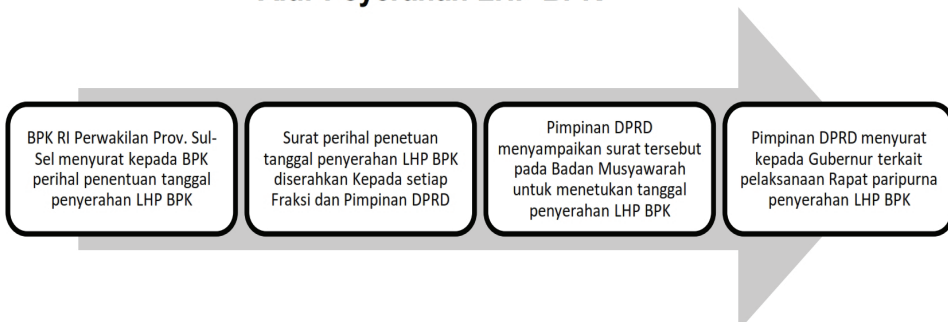 BPK RI Perwakilan Prov. Sul-
Sel menyurat kepada BPK
perihal penentuan tanggal
penyerahan LHP BPK
Surat perihal penetuan
tanggal penyerahan LHP BPK
diserahkan Kepada setiap
Fraksi dan Pimpinan DPRD
Pimpinan DPRD
menyampaikan surat tersebut
pada Badan Musyawarah
untuk menetukan tanggal
penyerahan LHP BPK
Pimpinan DPRD menyurat
kepada Gubernur terkait
pelaksanaan Rapat paripurna
penyerahan LHP BPK